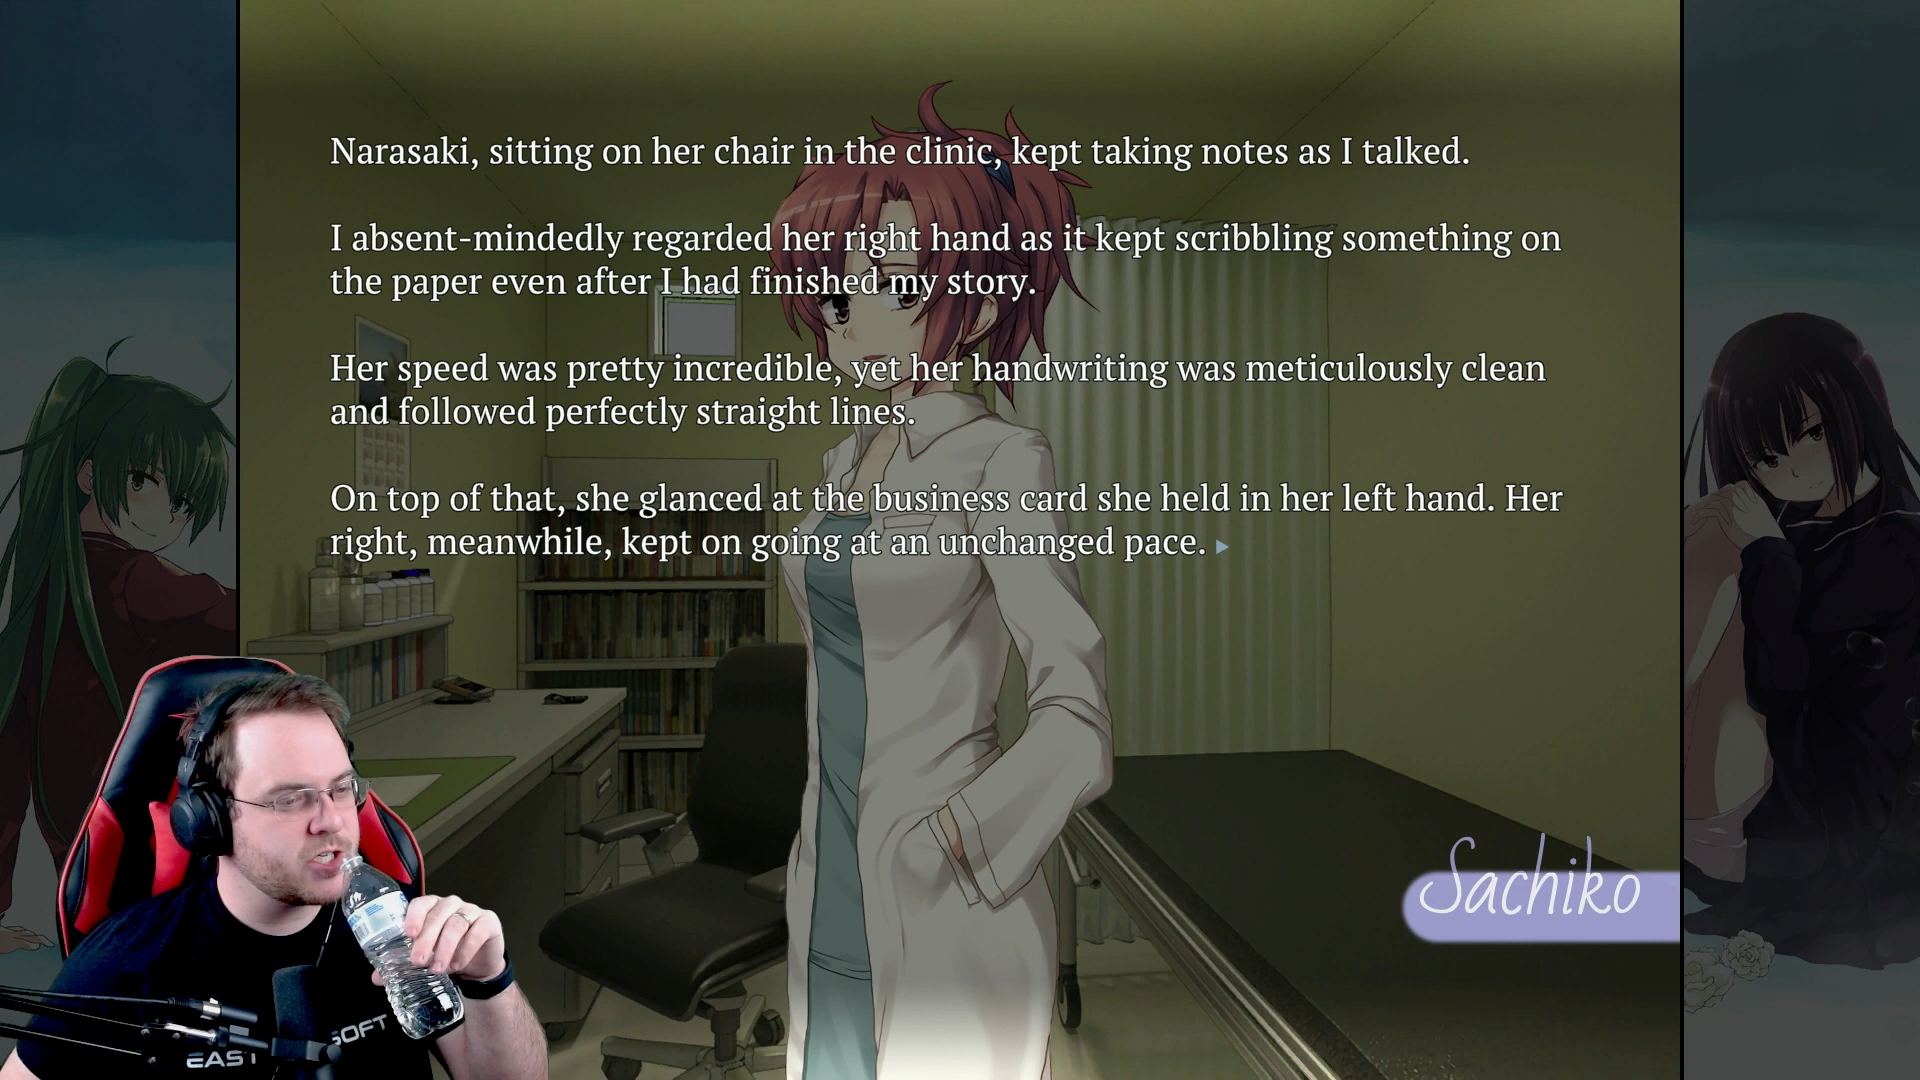 Narasaki, sitting on her chair in the clinic, kept taking notes as I talked.
I absent-mindedly regarded her right hand as it kept scribbling something on
the paper even after I had finished my story.
Her speed was pretty incredible, yet her handwriting was meticulously clean
and followed perfectly straight lines.
On top of that, she glanced at the business card she held in her left hand. Her
right, meanwhile, kept on going at an unchanged pace.
Sachiko
EAST SOFT